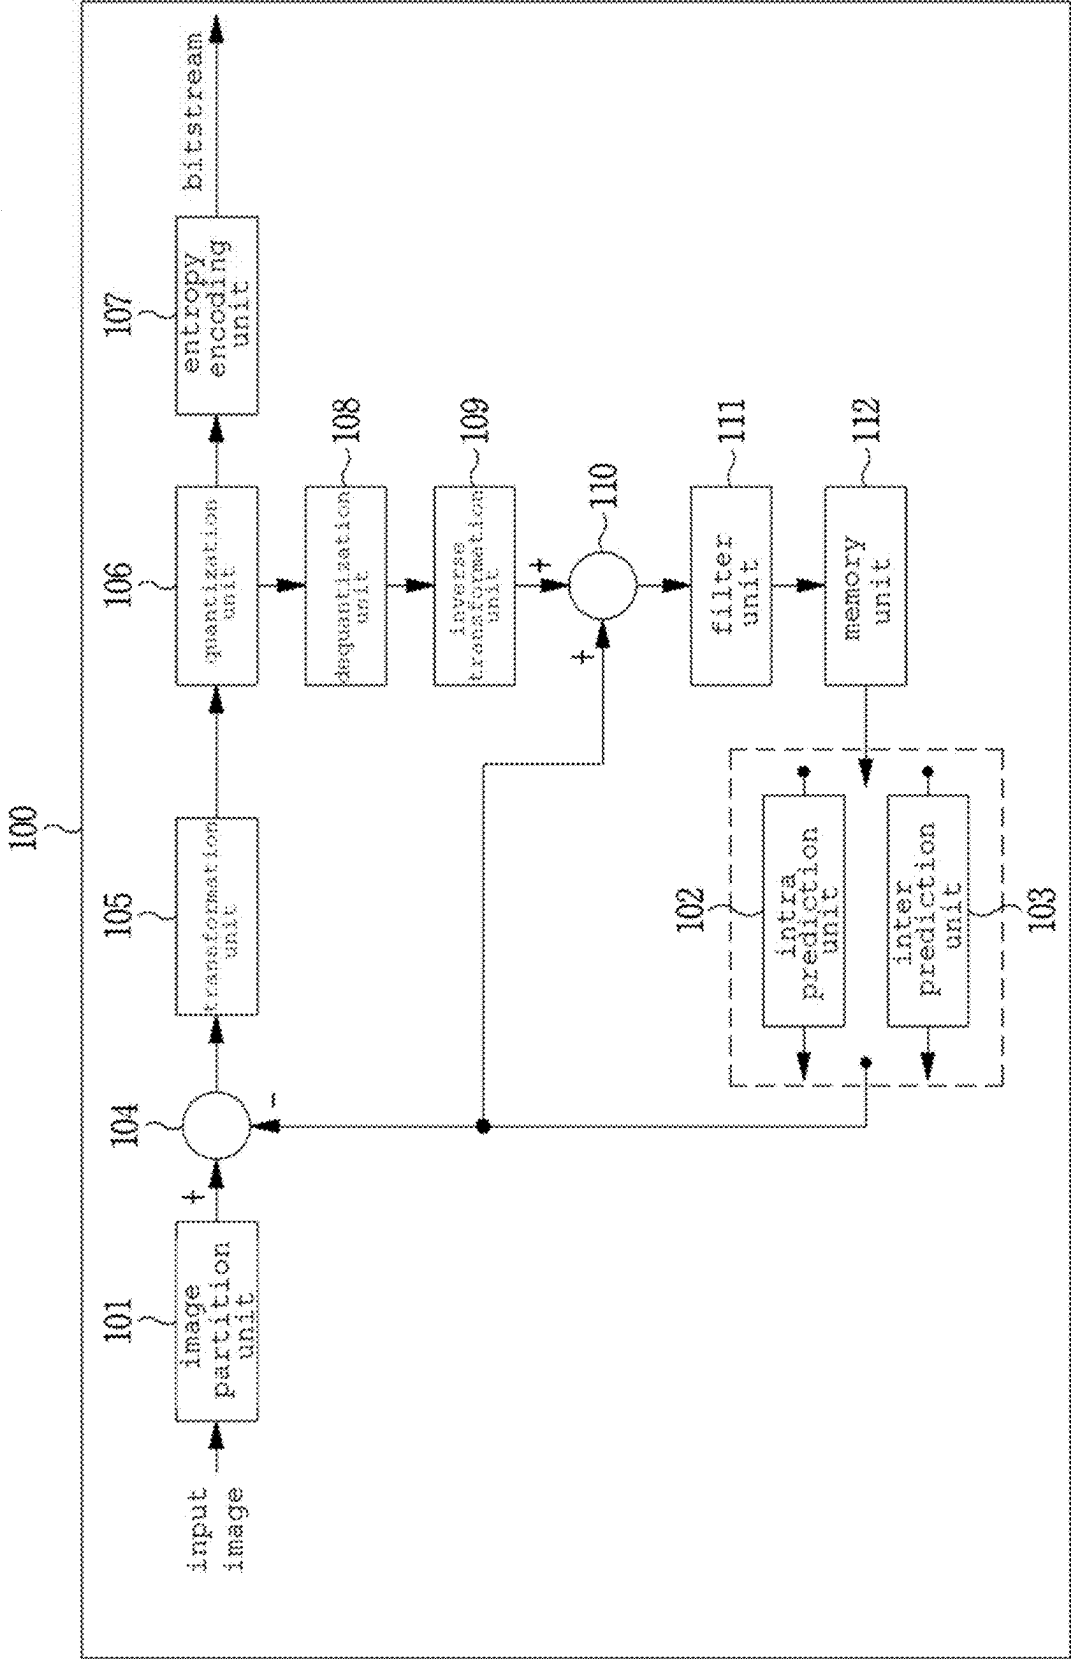 100
101
104
105
106
107
input
image
image
partition
unit
+
-
transformation
unit
quantization
unit
entropy
encoding
unit
bitstream
dequantization
unit
108
inverse
transformation
unit
109
+
+
110
102
intra
prediction
unit
filter
unit
111
inter
prediction
unit
103
memory
unit
112